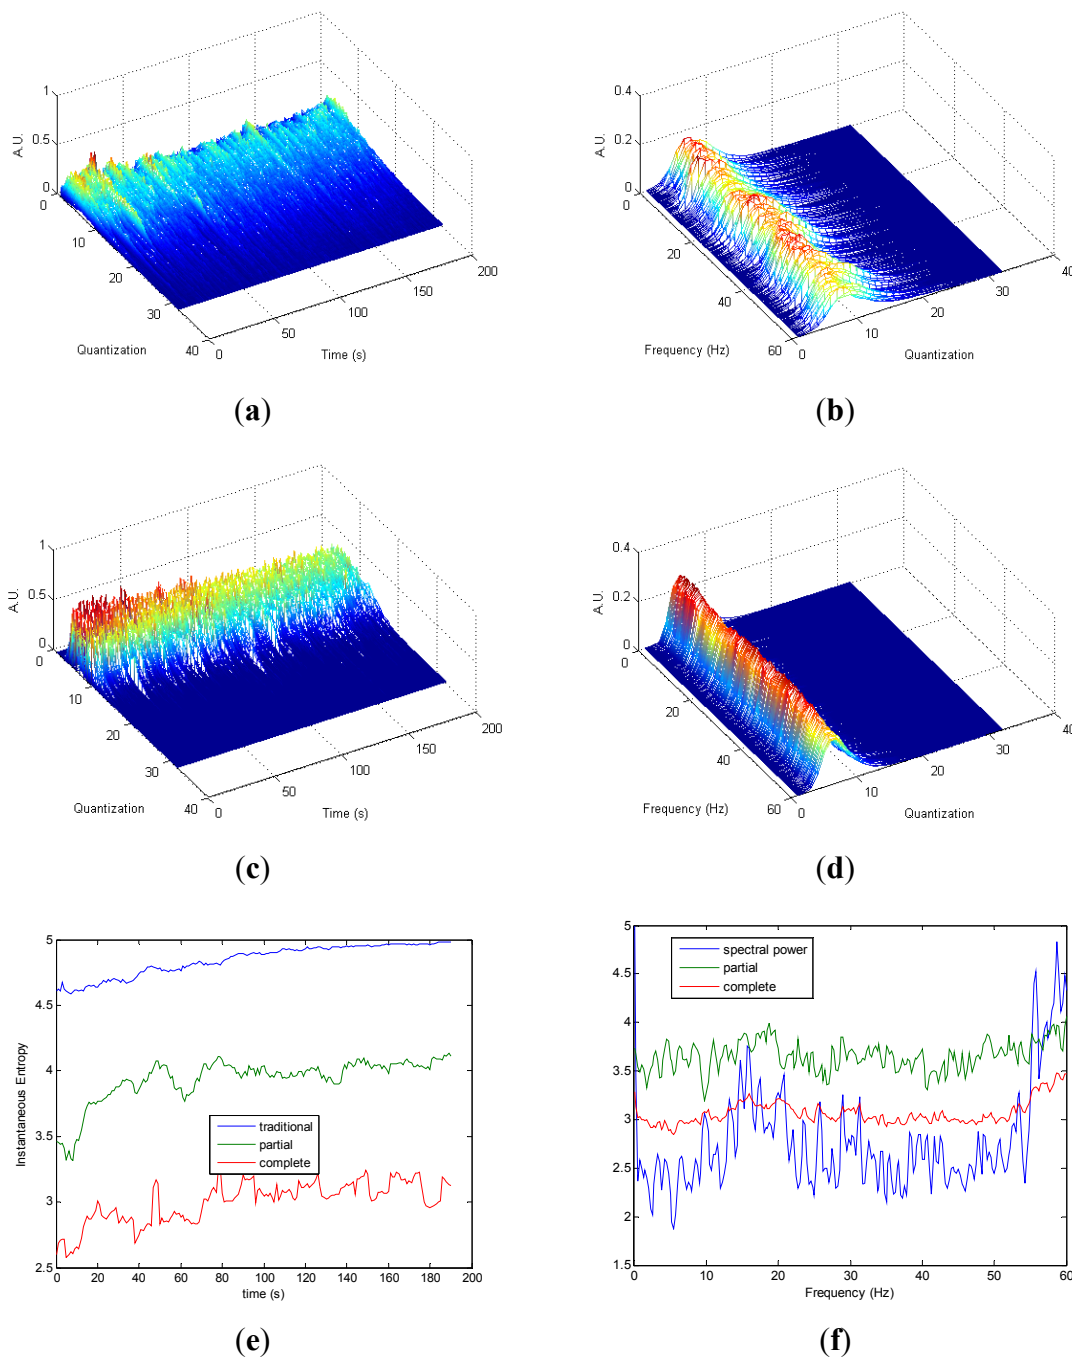 1
0.5
0
A.U.
0
10
20
30
40
Quantization
0
50
100
150
200
Time (s)
(a)
0.4
0.2
0
A.U.
0
20
40
60
Frequency (Hz)
0
10
20
30
40
Quantization
(b)
1
0.5
0
A.U.
0
10
20
30
40
Quantization
0
50
100
150
200
Time (s)
(c)
0.4
0.2
0
A.U.
0
20
40
60
Frequency (Hz)
0
10
20
30
40
Quantization
(d)
5
4.5
4
3.5
3
2.5
Instantaneous Entropy
traditional
partial
complete
0 20 40 60 80 100 120 140 160 180 200
time (s)
(e)
5
4.5
4
3.5
3
2.5
2
1.5
spectral power
partial
complete
0 10 20 30 40 50 60
Frequency (Hz)
(f)